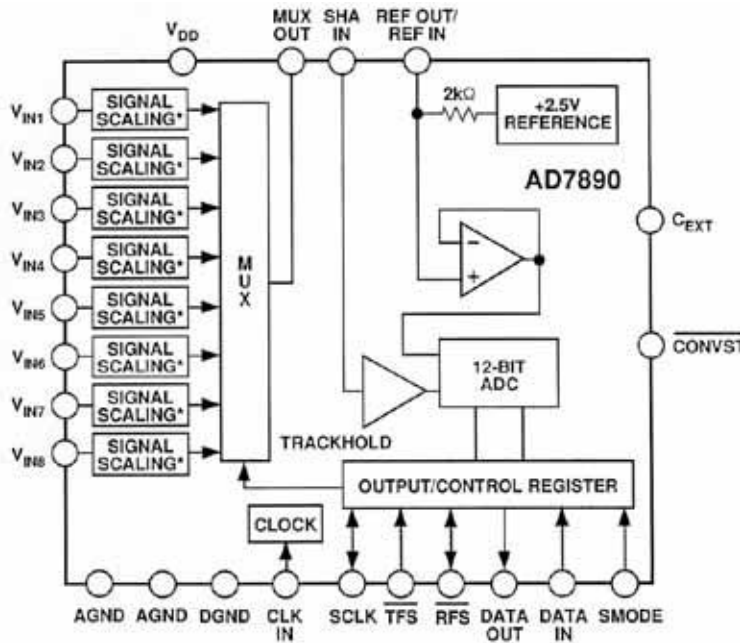 MUX OUT
SHA IN
REF OUT/
REF IN
VDD
2kΩ
+2.5V
REFERENCE
AD7890
VIN1
SIGNAL
SCALING*
VIN2
SIGNAL
SCALING*
VIN3
SIGNAL
SCALING*
VIN4
SIGNAL
SCALING*
VIN5
SIGNAL
SCALING*
VIN6
SIGNAL
SCALING*
VIN7
SIGNAL
SCALING*
VIN8
SIGNAL
SCALING*
MUX
−
+
CEXT
CONVST
12-BIT
ADC
TRACKHOLD
OUTPUT/CONTROL REGISTER
CLOCK
AGND
AGND
DGND
CLK
IN
SCLK
TFS
RFS
DATA
OUT
DATA
IN
SMODE